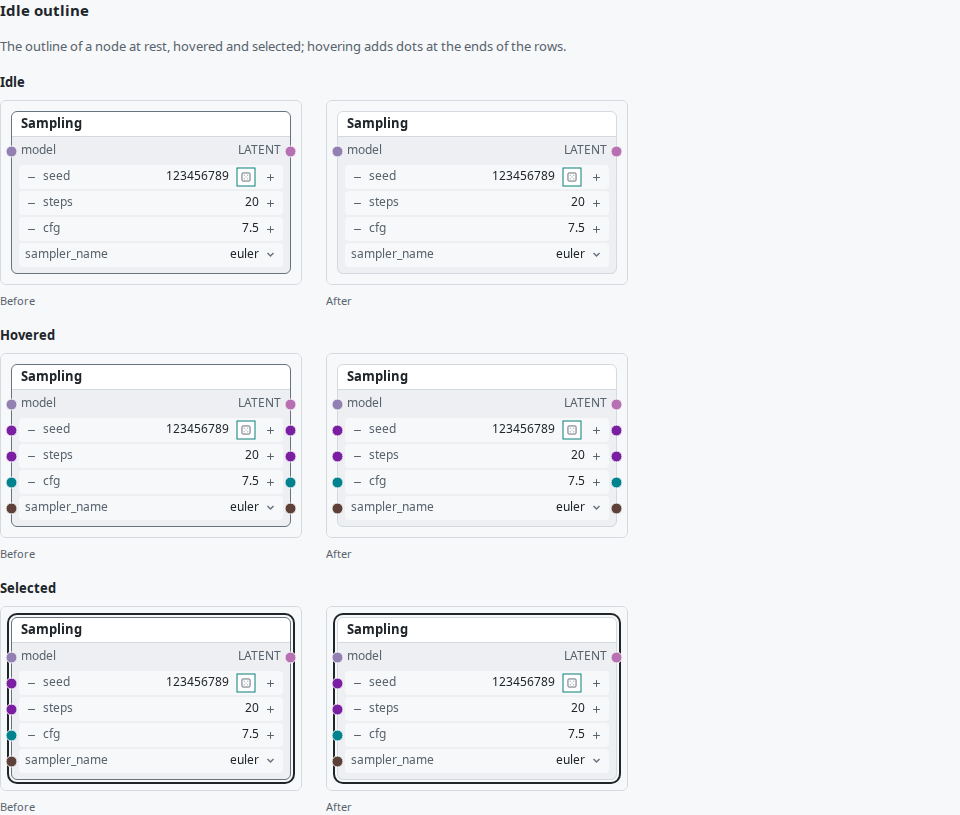 Idle outline
The outline of a node at rest, hovered and selected; hovering adds dots at the ends of the rows.
Idle
Sampling
model LATENT
– seed 123456789 +
– steps 20 +
– cfg 7.5 +
sampler_name euler
Before
Sampling
model LATENT
– seed 123456789 +
– steps 20 +
– cfg 7.5 +
sampler_name euler
After
Hovered
Sampling
model LATENT
– seed 123456789 +
– steps 20 +
– cfg 7.5 +
sampler_name euler
Before
Sampling
model LATENT
– seed 123456789 +
– steps 20 +
– cfg 7.5 +
sampler_name euler
After
Selected
Sampling
model LATENT
– seed 123456789 +
– steps 20 +
– cfg 7.5 +
sampler_name euler
Before
Sampling
model LATENT
– seed 123456789 +
– steps 20 +
– cfg 7.5 +
sampler_name euler
After